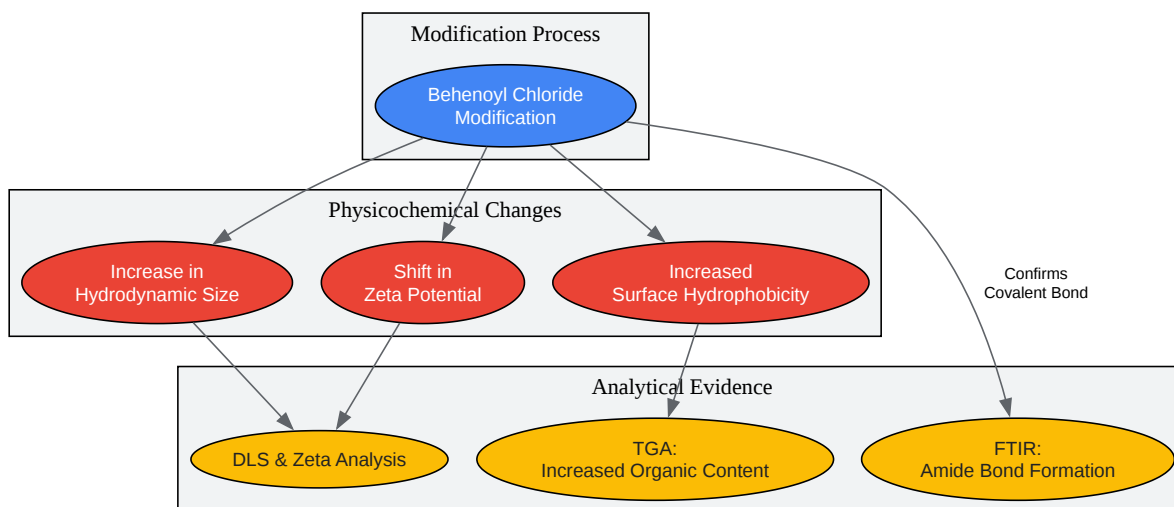 Modification Process
Behenoyl Chloride
Modification
Physicochemical Changes
Increase in
Hydrodynamic Size
Shift in
Zeta Potential
Increased
Surface Hydrophobicity
Confirms
Covalent Bond
Analytical Evidence
DLS & Zeta Analysis
TGA:
Increased Organic Content
FTIR:
Amide Bond Formation